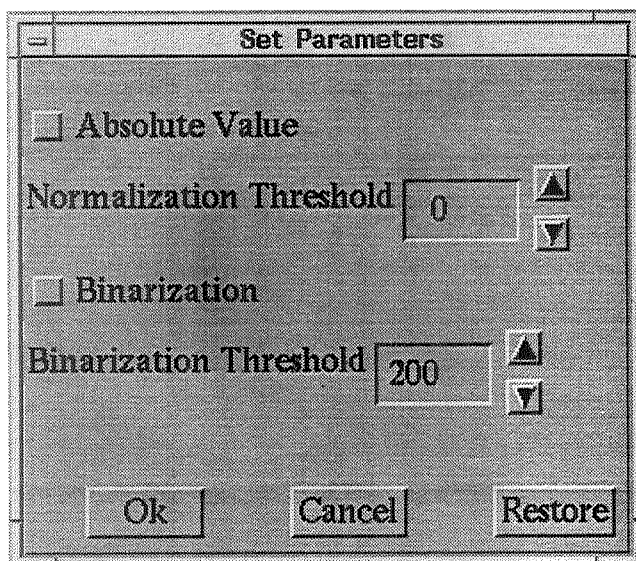 Set Parameters
Absolute Value
Normalization Threshold 0
Binarization
Binarization Threshold 200
Ok Cancel Restore